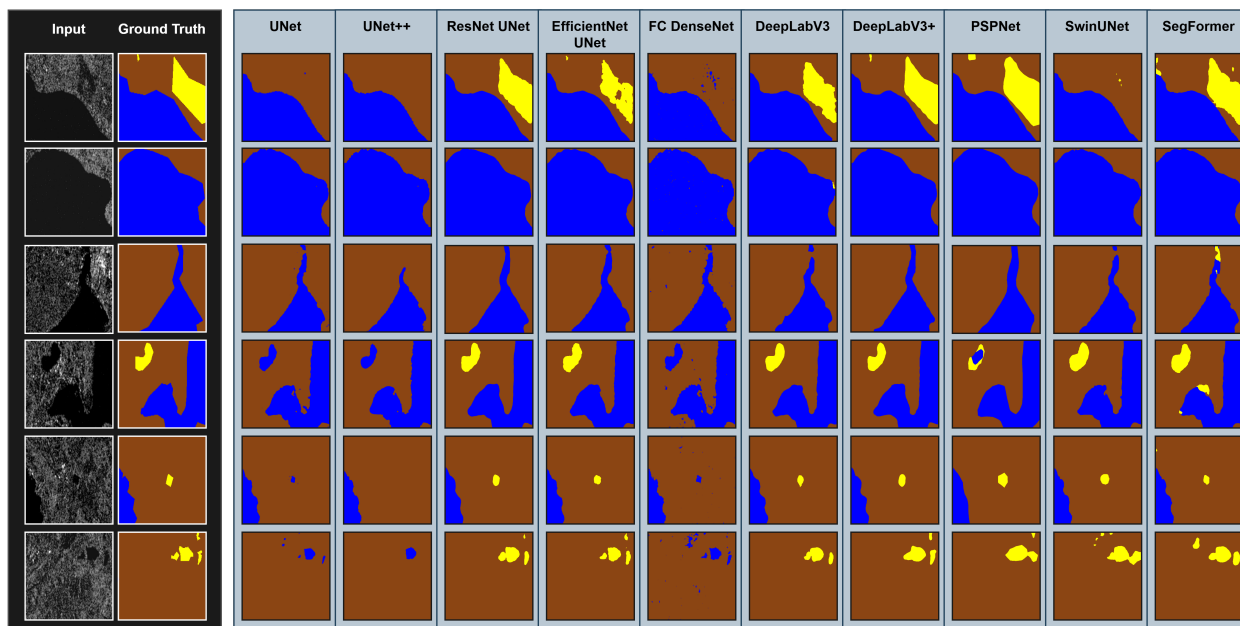 Input
Ground Truth
UNet
UNet++
ResNet UNet
EfficientNet
UNet
FC DenseNet
DeepLabV3
DeepLabV3+
PSPNet
SwinUNet
SegFormer